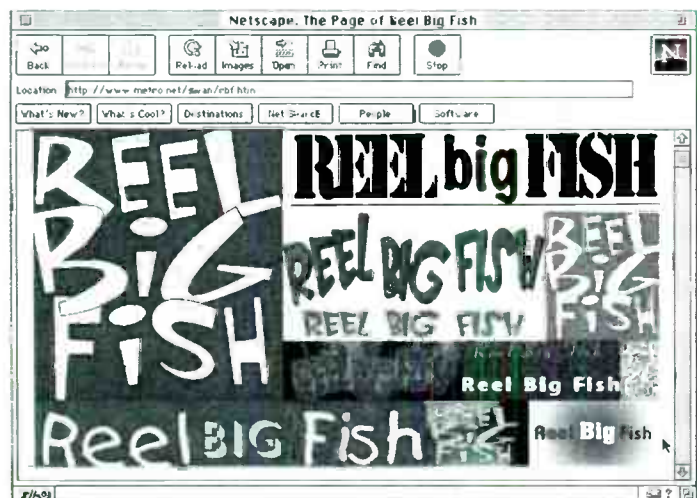 Netscape: The Page of Reel Big Fish
Back Reload Images Open Print Find Stop
N
Location: http://www.metro.net/swan/rbf.htm
What's New? What's Cool? Destinations Net Search People Software
REEL
BIG
FISH
REEL big FISH
REEL BIG FISH
REEL BIG FISH
REEL
BIG
FISH
Reel Big Fish
Reel BIG Fish
Reel Big Fish